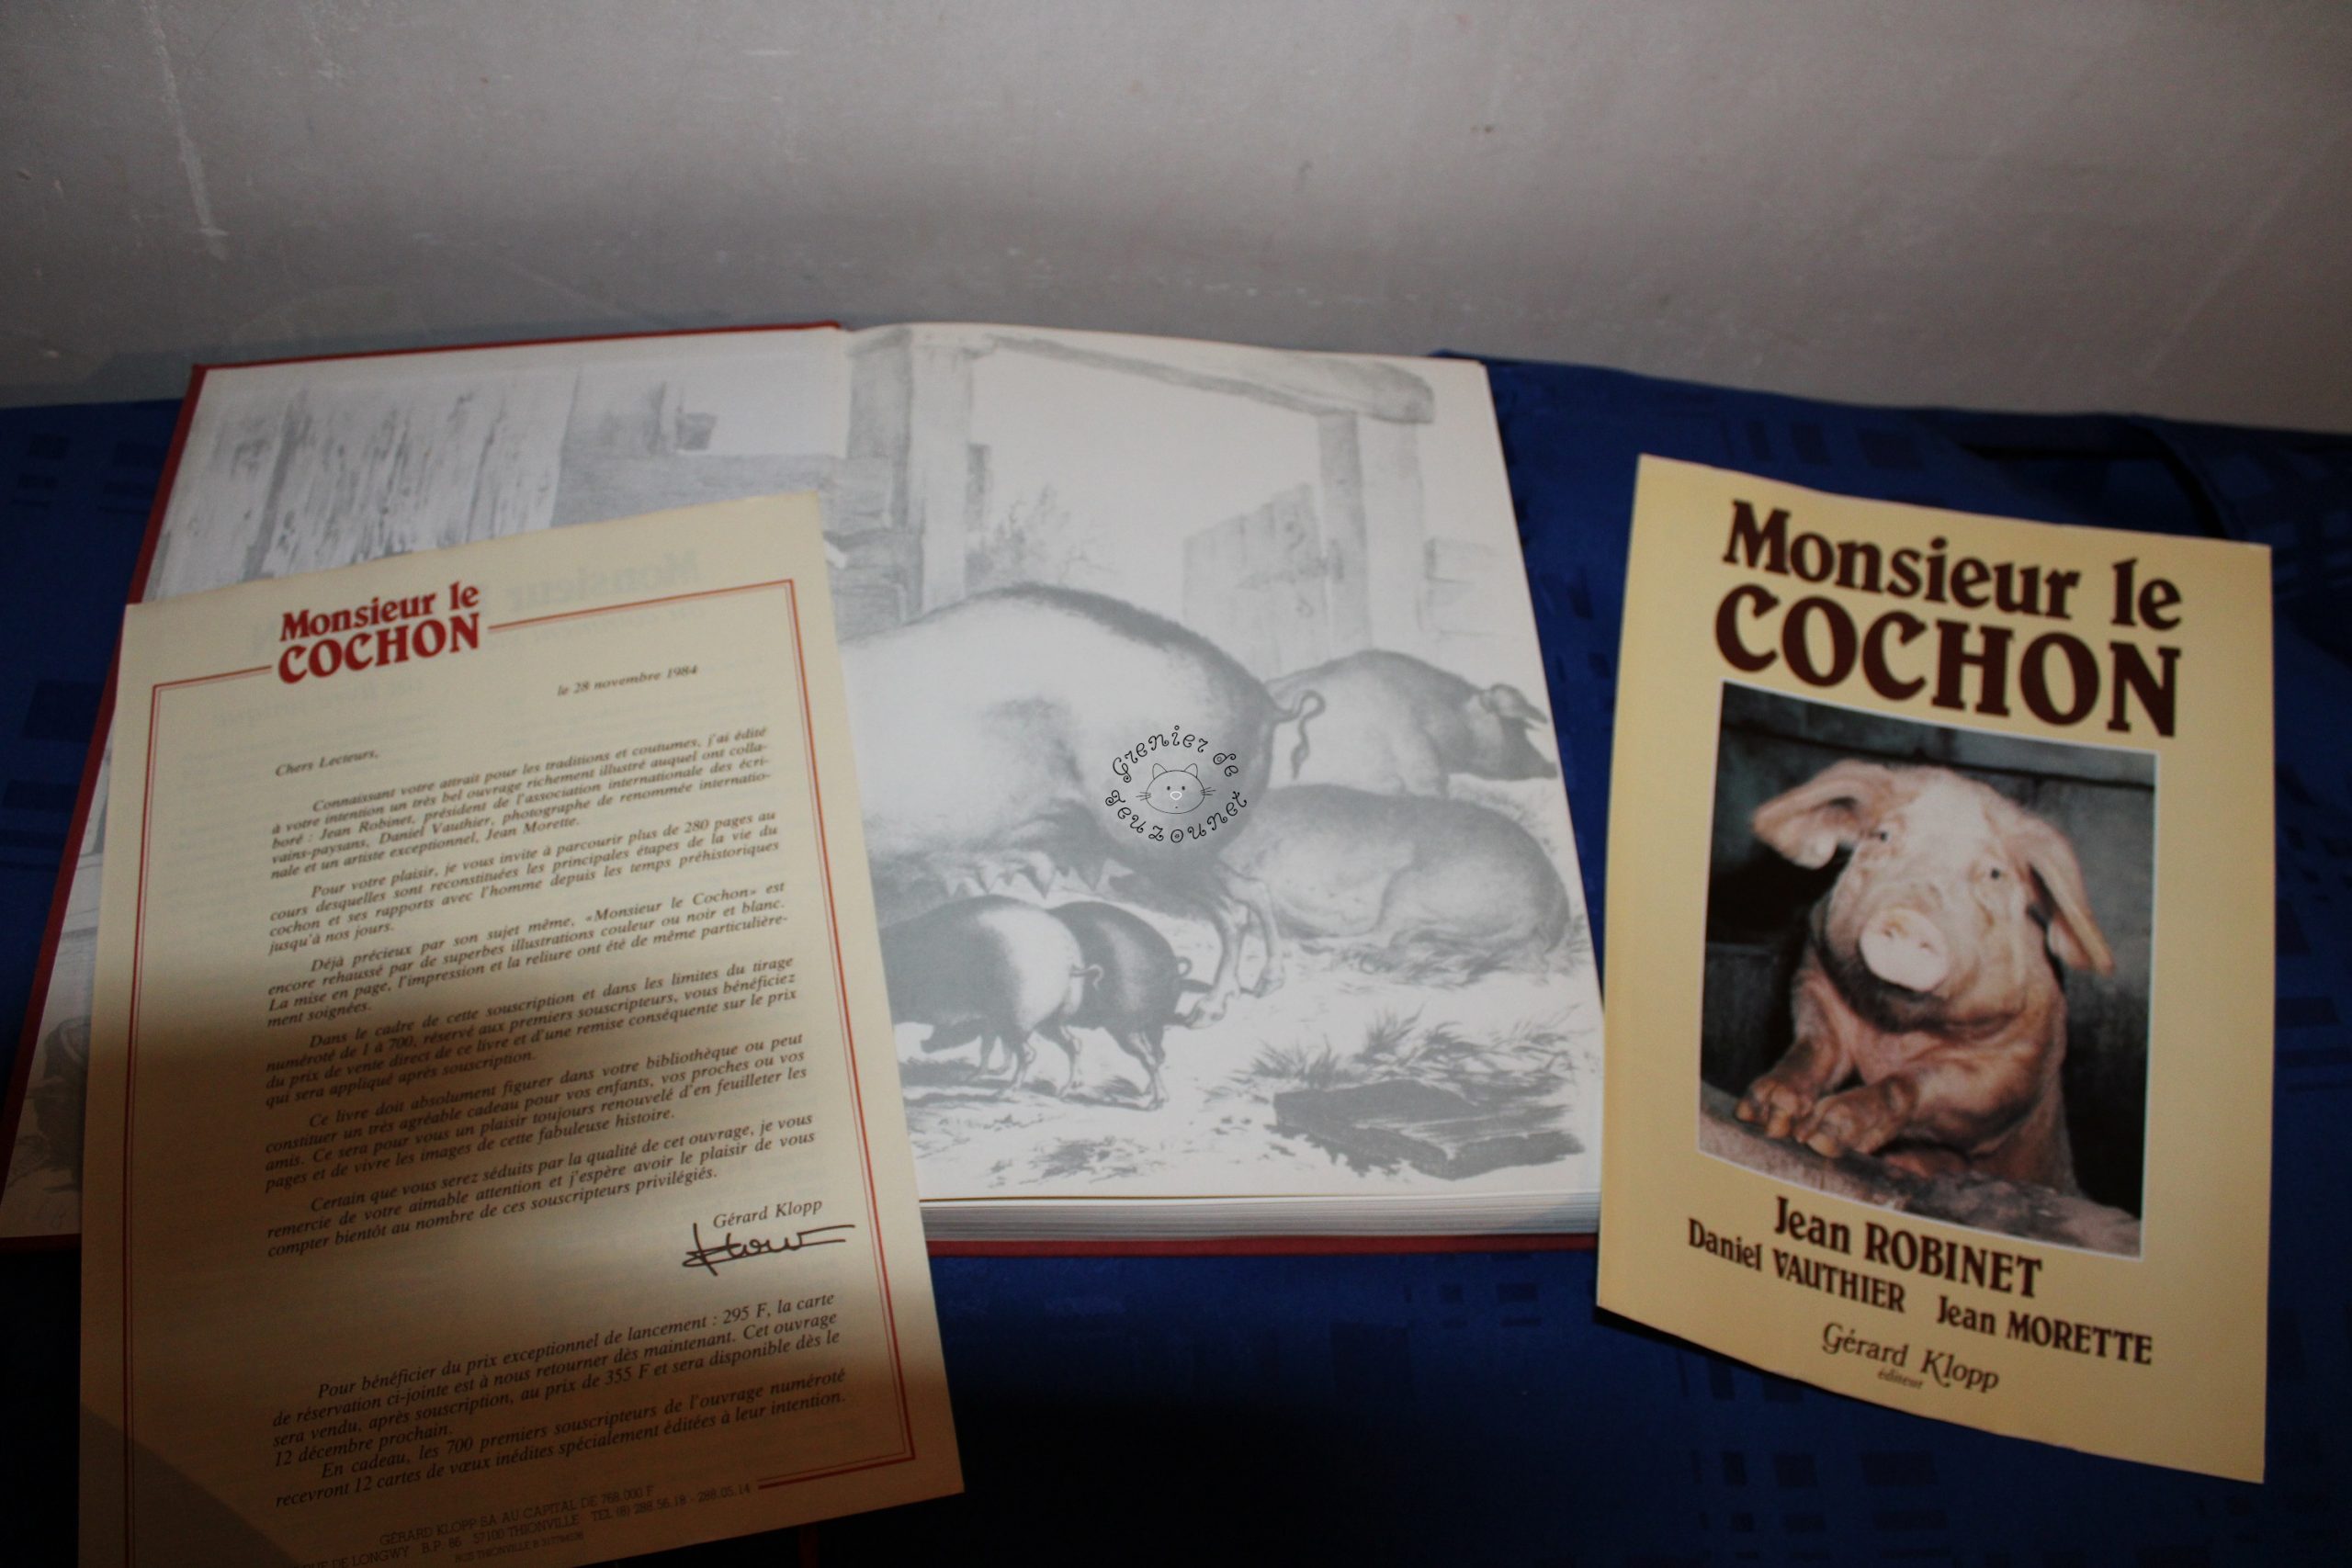 Monsieur le
COCHON
le 28 novembre 1984
Chers Lecteurs,
Connaissant votre attrait pour les traditions et coutumes, j'ai édité
à votre intention un très bel ouvrage richement illustré auquel ont colla-
boré : Jean Robinet, président de l'association internationale des écri-
vains-paysans, Daniel Vauthier, photographe de renommée internatio-
nale et un artiste exceptionnel, Jean Morette.
Pour votre plaisir, je vous invite à parcourir plus de 280 pages au
cours desquelles sont reconstituées les principales étapes de la vie du
cochon et ses rapports avec l'homme depuis les temps préhistoriques
jusqu'à nos jours.
Déjà précieux par son sujet même, «Monsieur le Cochon» est
encore rehaussé par de superbes illustrations couleur ou noir et blanc.
La mise en page, l'impression et la reliure ont été de même particulière-
ment soignées.
Dans le cadre de cette souscription et dans les limites du tirage
numéroté de 1 à 700, réservé aux premiers souscripteurs, vous bénéficiez
du prix de vente direct de ce livre et d'une remise conséquente sur le prix
qui sera appliqué après souscription.
Ce livre doit absolument figurer dans votre bibliothèque ou peut
constituer un très agréable cadeau pour vos enfants, vos proches ou vos
amis. Ce sera pour vous un plaisir toujours renouvelé d'en feuilleter les
pages et de vivre les images de cette fabuleuse histoire.
Certain que vous serez séduits par la qualité de cet ouvrage, je vous
remercie de votre aimable attention et j'espère avoir le plaisir de vous
compter bientôt au nombre de ces souscripteurs privilégiés.
Gérard Klopp
Pour bénéficier du prix exceptionnel de lancement : 295 F, la carte
de réservation ci-jointe est à nous retourner dès maintenant. Cet ouvrage
sera vendu, après souscription, au prix de 355 F et sera disponible dès le
12 décembre prochain.
En cadeau, les 700 premiers souscripteurs de l'ouvrage numéroté
recevront 12 cartes de vœux inédites spécialement éditées à leur intention.
GÉRARD KLOPP SA AU CAPITAL DE 768.000 F
DE LONGWY B.P. 86 57100 THIONVILLE TEL (8) 288.56.18 - 288.05.14
RCS THIONVILLE B
Grenier de
Tauzounet
Monsieur le
COCHON
Jean ROBINET
Daniel VAUTHIER Jean MORETTE
Gérard Klopp
éditeur